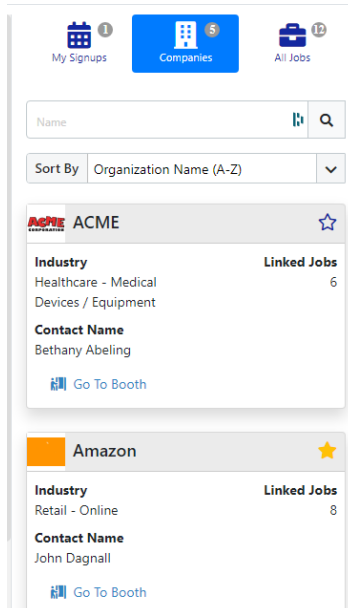 1
My Signups
5
Companies
12
All Jobs
Name
Sort By Organization Name (A-Z)
ACME CORPORATION
ACME
Industry Linked Jobs
Healthcare - Medical 6
Devices / Equipment
Contact Name
Bethany Abeling
Go To Booth
Amazon
Industry Linked Jobs
Retail - Online 8
Contact Name
John Dagnall
Go To Booth